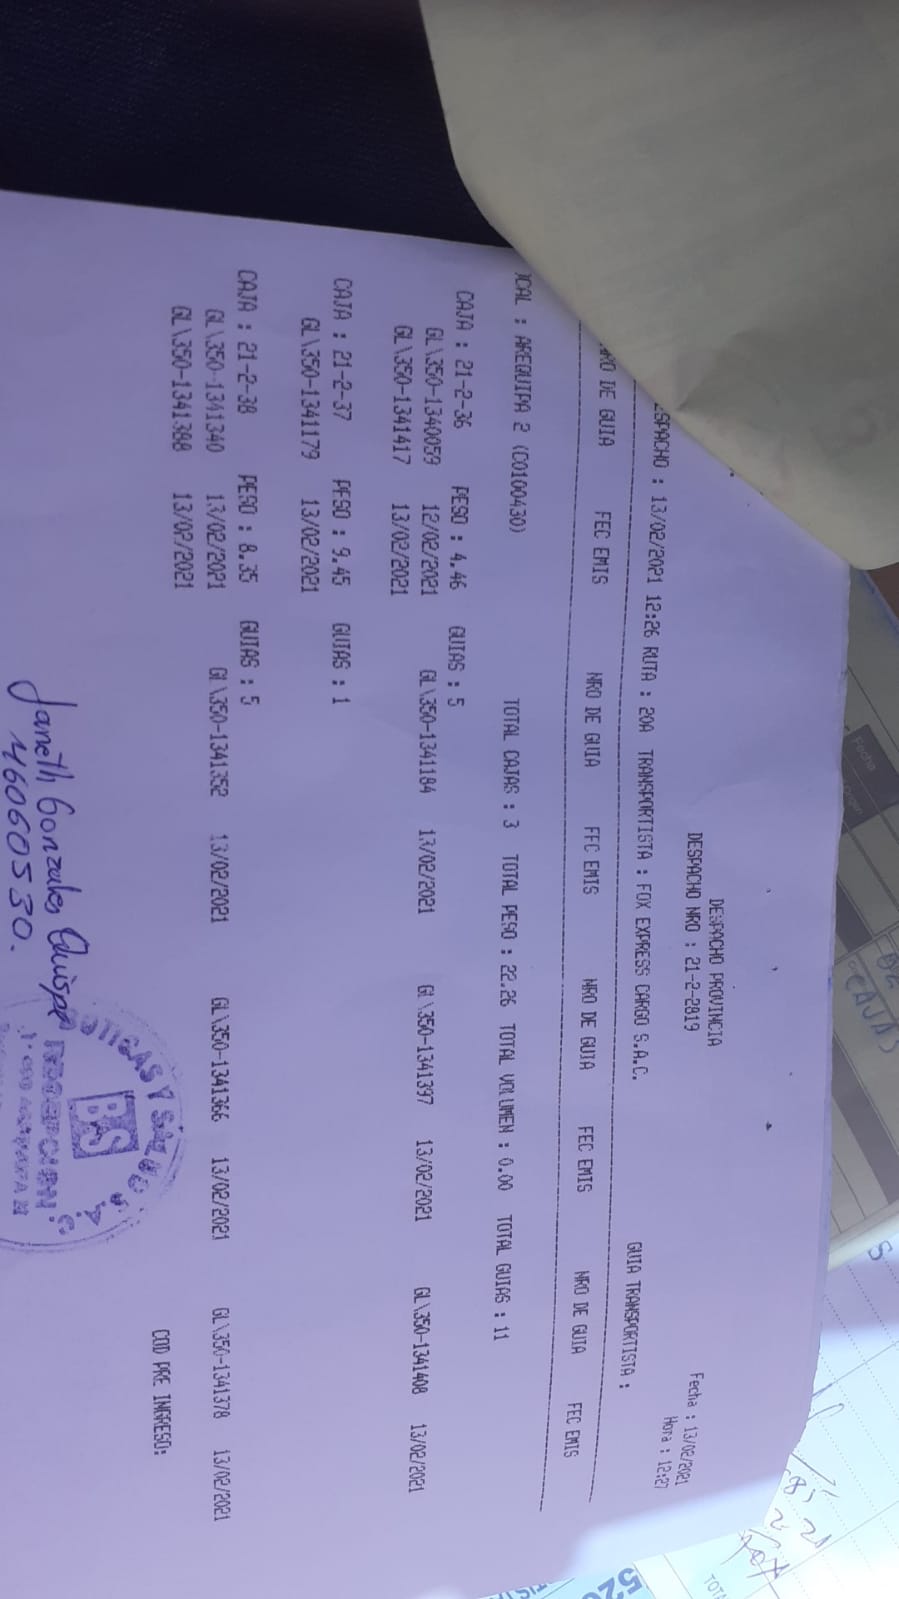 DESPACHO PROVINCIA
Fecha : 13/02/2021
DESPACHO NRO : 21-2-2819
Hora : 12:27
ESPACHO : 13/02/2021 12:26 RUTA : 20A TRANSPORTISTA : FOX EXPRESS CARGO S.A.C. GUIA TRANSPORTISTA :
NRO DE GUIA FEC EMIS NRO DE GUIA FEC EMIS NRO DE GUIA FEC EMIS NRO DE GUIA FEC EMIS
OCAL : AREQUIPA 2 (C0100430) TOTAL CAJAS : 3 TOTAL PESO : 22.26 TOTAL VOLUMEN : 0.00 TOTAL GUIAS : 11
CAJA : 21-2-36 PESO : 4.46 GUIAS : 5
GL\350-1340059 12/02/2021 GL\350-1341184 13/02/2021 GL\350-1341397 13/02/2021 GL\350-1341408 13/02/2021
GL\350-1341417 13/02/2021
CAJA : 21-2-37 PESO : 9.45 GUIAS : 1
GL\350-1341179 13/02/2021
CAJA : 21-2-38 PESO : 8.35 GUIAS : 5
GL\350-1341340 13/02/2021 GL\350-1341352 13/02/2021 GL\350-1341366 13/02/2021 GL\350-1341378 13/02/2021
GL\350-1341388 13/02/2021
COD PRE INGRESO:
Janeth Gonzales Quispe
46060530.
BS
RECEPCION
Fecha
CAJAS